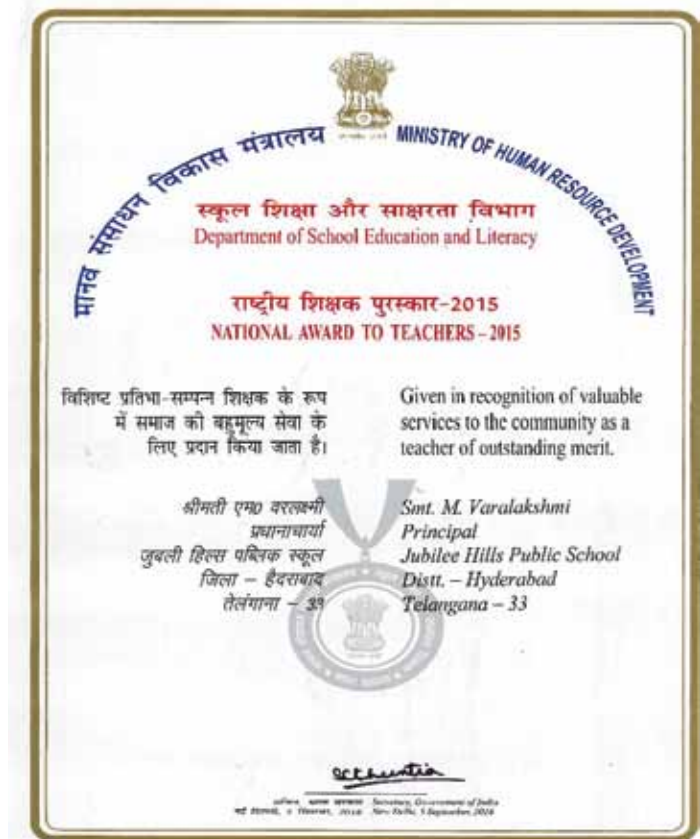 मानव संसाधन विकास मंत्रालय
MINISTRY OF HUMAN RESOURCE DEVELOPMENT
स्कूल शिक्षा और साक्षरता विभाग
Department of School Education and Literacy
राष्ट्रीय शिक्षक पुरस्कार-2015
NATIONAL AWARD TO TEACHERS – 2015
विशिष्ट प्रतिभा-सम्पन्न शिक्षक के रूप
में समाज की बहुमूल्य सेवा के
लिए प्रदान किया जाता है।
Given in recognition of valuable
services to the community as a
teacher of outstanding merit.
श्रीमती एम० वरलक्ष्मी
प्रधानाचार्या
जुबली हिल्स पब्लिक स्कूल
जिला – हैदराबाद
तेलंगाना – 33
Smt. M. Varalakshmi
Principal
Jubilee Hills Public School
Distt. – Hyderabad
Telangana – 33
Secretary, Government of India
New Delhi, 5 September, 2016